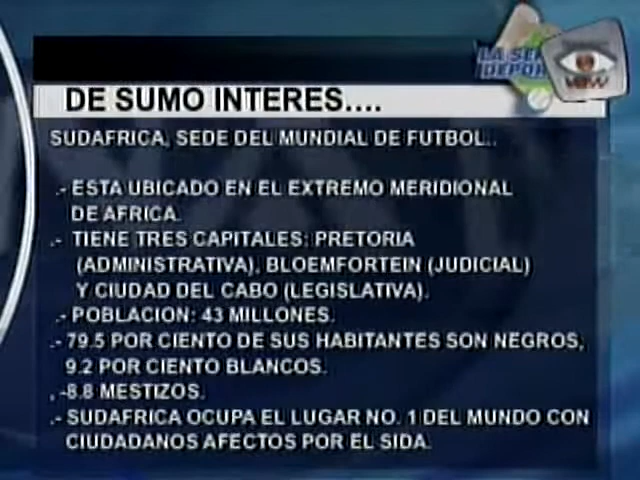 LA SE
DEPOR
DE SUMO INTERES....
SUDAFRICA, SEDE DEL MUNDIAL DE FUTBOL..
.- ESTA UBICADO EN EL EXTREMO MERIDIONAL
DE AFRICA.
.- TIENE TRES CAPITALES: PRETORIA
(ADMINISTRATIVA), BLOEMFORTEIN (JUDICIAL)
Y CIUDAD DEL CABO (LEGISLATIVA).
.- POBLACION: 43 MILLONES.
.- 79.5 POR CIENTO DE SUS HABITANTES SON NEGROS,
9.2 POR CIENTO BLANCOS.
, -8.8 MESTIZOS.
.- SUDAFRICA OCUPA EL LUGAR NO. 1 DEL MUNDO CON
CIUDADANOS AFECTOS POR EL SIDA.